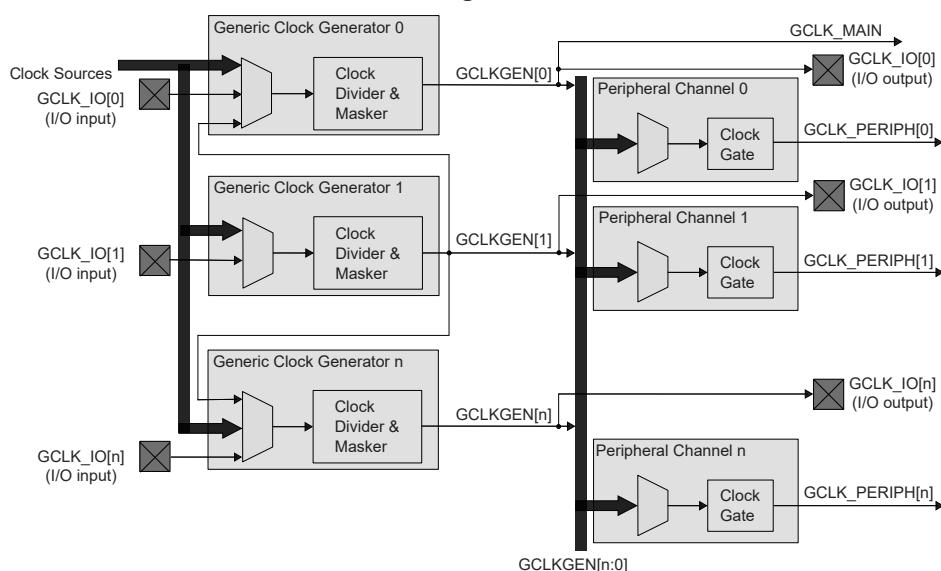 Generic Clock Generator 0
Clock Sources
GCLK_IO[0]
(I/O input)
Clock
Divider &
Masker
GCLKGEN[0]
GCLK_MAIN
GCLK_IO[0]
(I/O output)
Peripheral Channel 0
Clock
Gate
GCLK_PERIPH[0]
Generic Clock Generator 1
GCLK_IO[1]
(I/O input)
Clock
Divider &
Masker
GCLKGEN[1]
GCLK_IO[1]
(I/O output)
Peripheral Channel 1
Clock
Gate
GCLK_PERIPH[1]
Generic Clock Generator n
GCLK_IO[n]
(I/O input)
Clock
Divider &
Masker
GCLKGEN[n]
GCLK_IO[n]
(I/O output)
Peripheral Channel n
Clock
Gate
GCLK_PERIPH[n]
GCLKGEN[n:0]